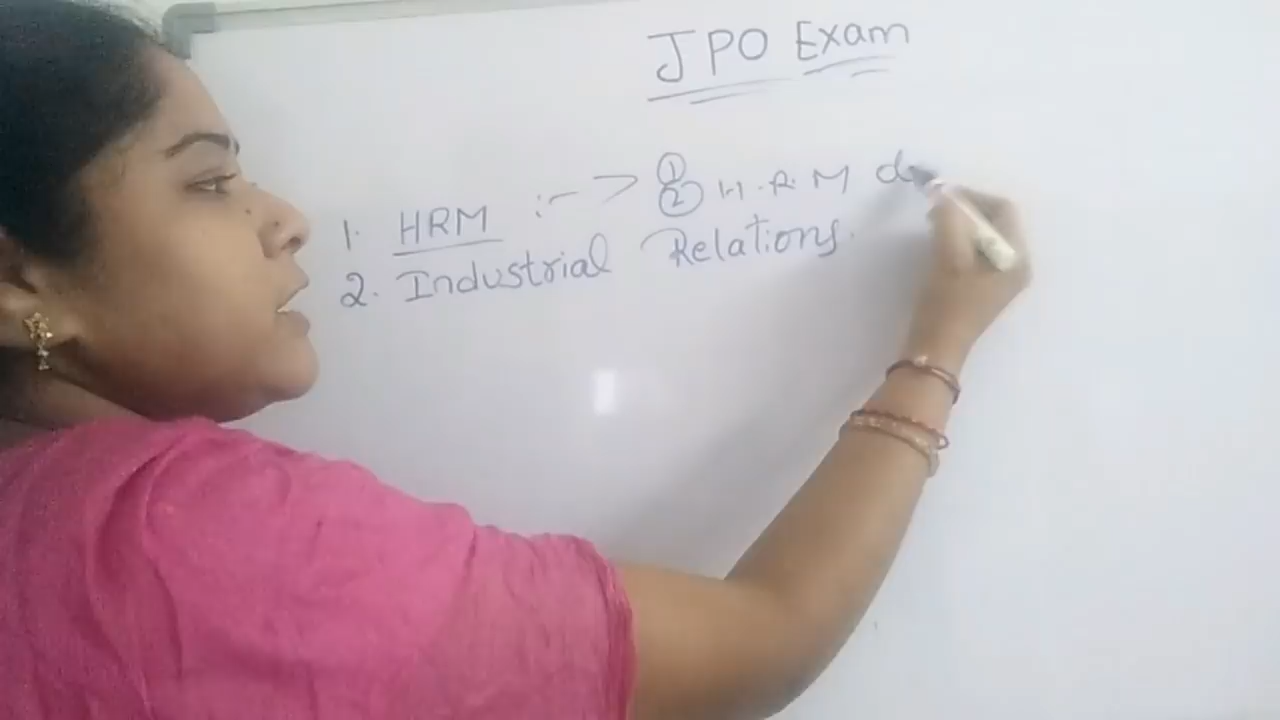 JPO Exam
1. HRM :-> ① ② H.R.M
2. Industrial Relations.